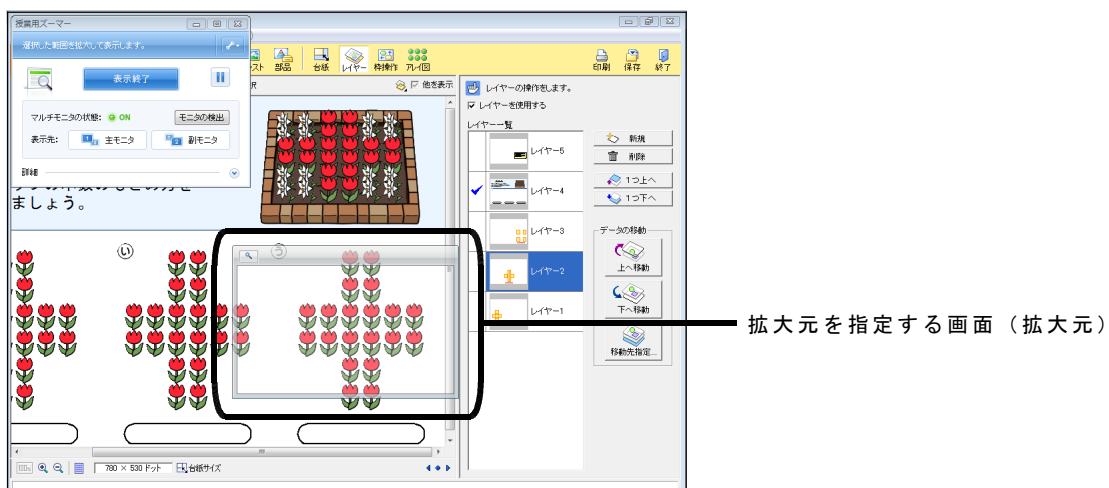 授業用ズーマー
選択した範囲を拡大して表示します。
表示終了
マルチモニタの状態: ON
モニタの検出
表示先: 主モニタ 副モニタ
詳細
部品 台紙 レイヤー 枠操作 アレイ図
印刷 保存 終了
他を表示
レイヤーの操作をします。
レイヤーを使用する
レイヤー一覧
レイヤー5
レイヤー4
レイヤー3
レイヤー2
レイヤー1
新規
削除
1つ上へ
1つ下へ
データの移動
上へ移動
下へ移動
移動先指定...
ましょう。
い
う
拡大元を指定する画面（拡大元）
780 × 530 ドット
台紙サイズ